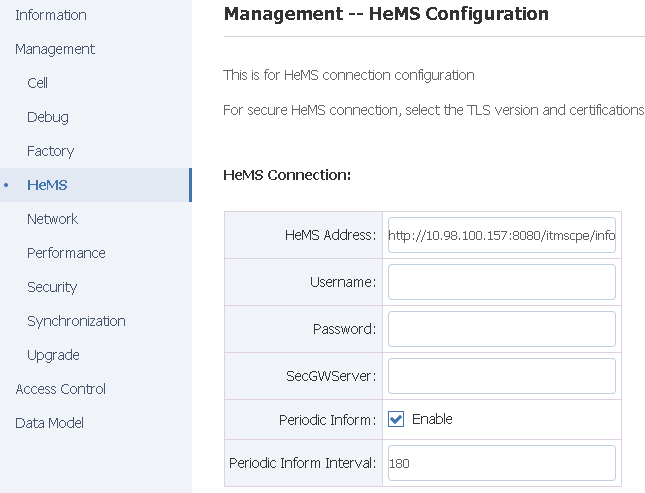 Information
Management
Cell
Debug
Factory
HeMS
Network
Performance
Security
Synchronization
Upgrade
Access Control
Data Model
Management -- HeMS Configuration
This is for HeMS connection configuration
For secure HeMS connection, select the TLS version and certifications
HeMS Connection:
HeMS Address: http://10.98.100.157:8080/itmscpe/info
Username:
Password:
SecGWServer:
Periodic Inform: Enable
Periodic Inform Interval: 180